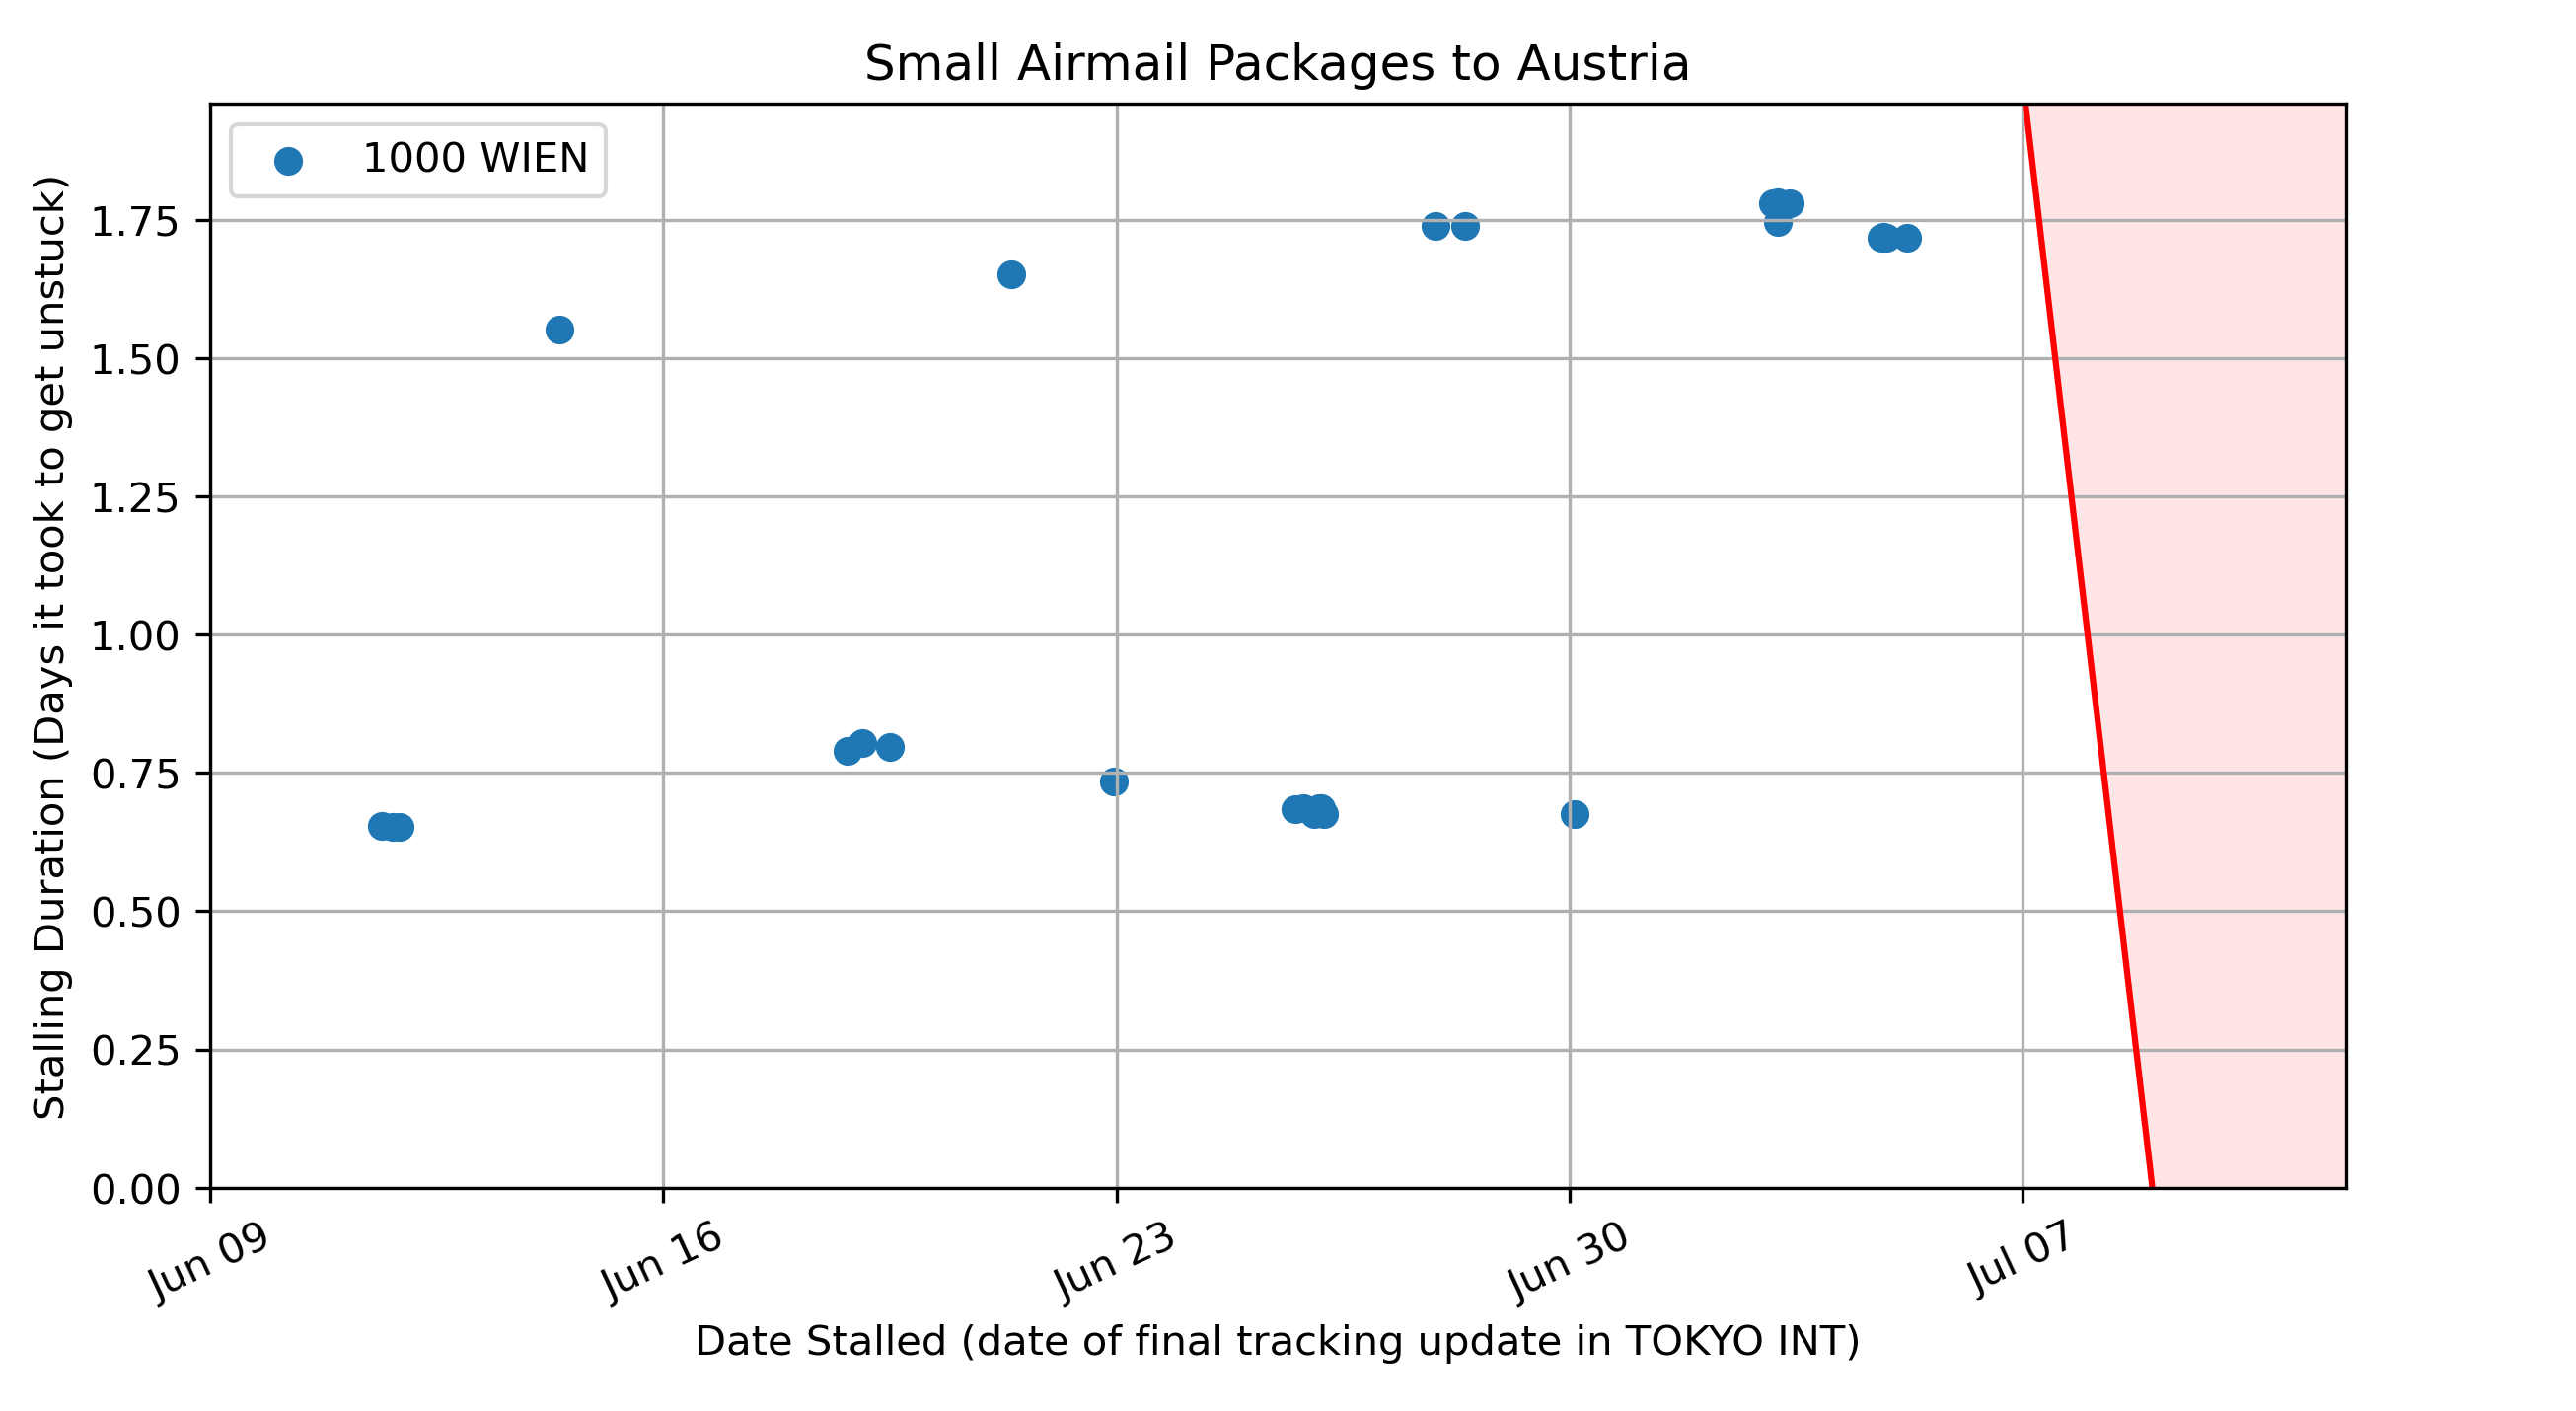 Small Airmail Packages to Austria
1000 WIEN
Stalling Duration (Days it took to get unstuck)
1.75
1.50
1.25
1.00
0.75
0.50
0.25
0.00
Jun 09
Jun 16
Jun 23
Jun 30
Jul 07
Date Stalled (date of final tracking update in TOKYO INT)